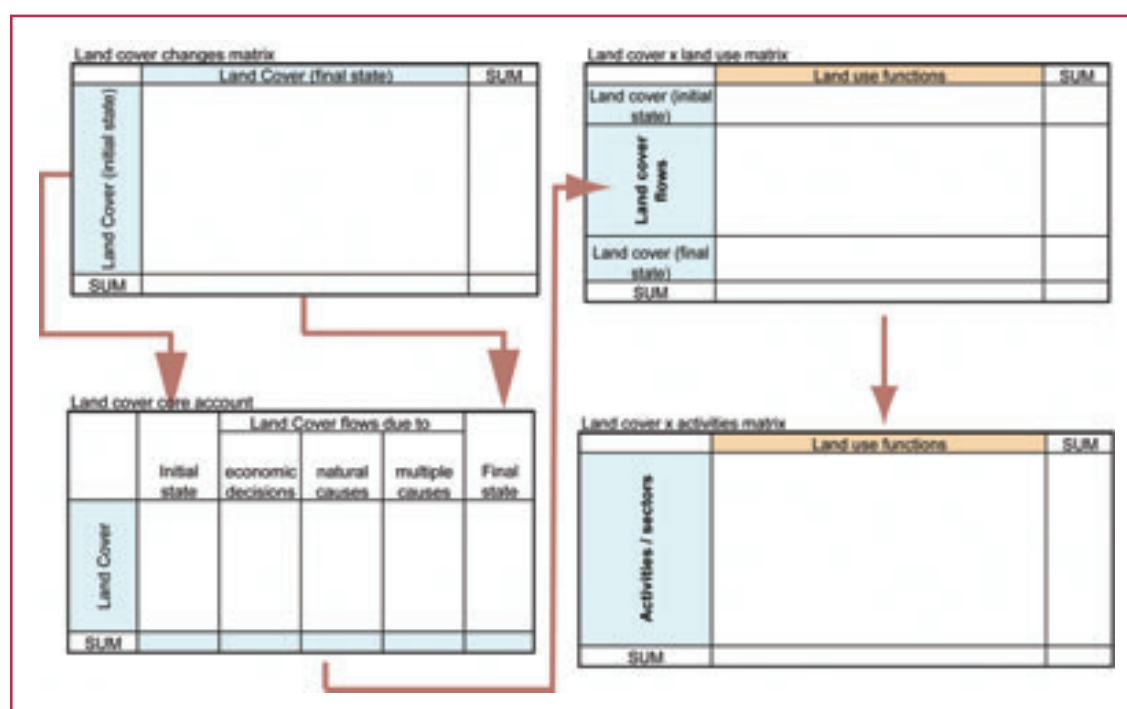 Land cover changes matrix
Land Cover (final state) SUM
Land Cover (initial state)
SUM
Land cover core account
Land Cover flows due to
Initial economic natural multiple Final
state decisions causes causes state
Land Cover
SUM
Land cover x land use matrix
Land use functions SUM
Land cover (initial
state)
Land cover
flows
Land cover (final
state)
SUM
Land cover x activities matrix
Land use functions SUM
Activities / sectors
SUM